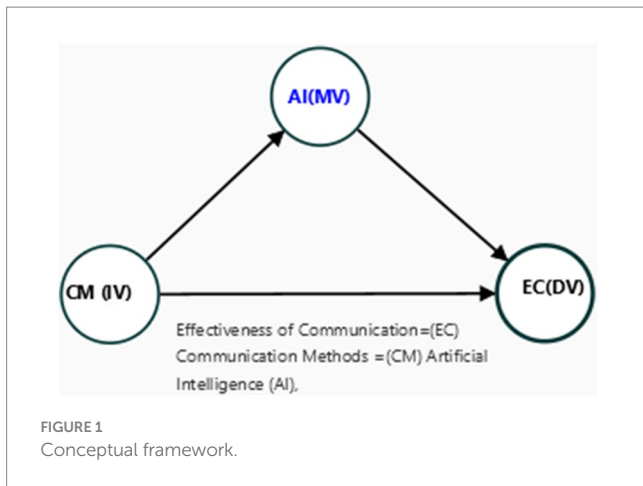 AI(MV)
CM (IV)
EC(DV)
Effectiveness of Communication=(EC)
Communication Methods =(CM) Artificial
Intelligence (AI),
FIGURE 1
Conceptual framework.